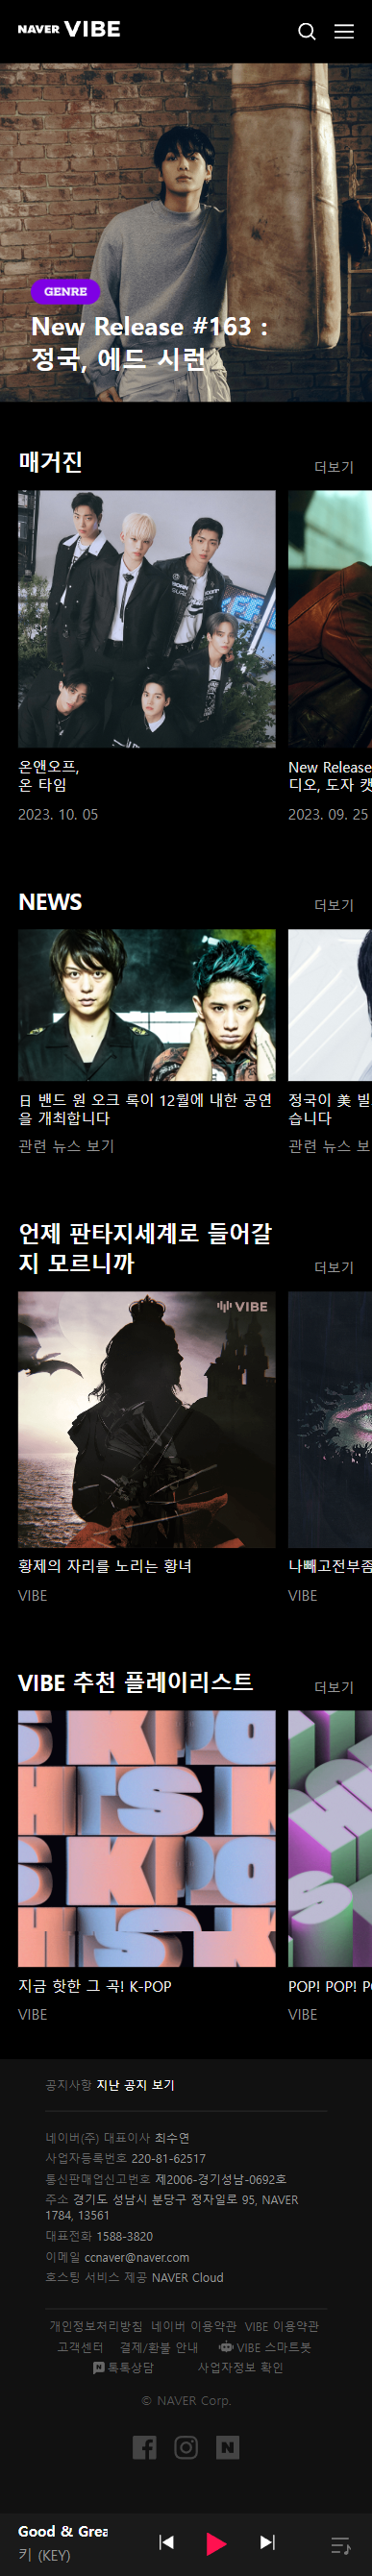 NAVER VIBE
GENRE
New Release #163 :
정국, 에드 시런
매거진
더보기
온앤오프,
온 타임
2023. 10. 05
New Release
디오, 도자 캣
2023. 09. 25
NEWS
더보기
日 밴드 원 오크 록이 12월에 내한 공연
을 개최합니다
관련 뉴스 보기
정국이 美 빌
습니다
관련 뉴스 보
언제 판타지세계로 들어갈
지 모르니까
더보기
VIBE
황제의 자리를 노리는 황녀
VIBE
나빼고전부좀
VIBE
VIBE 추천 플레이리스트
더보기
지금 핫한 그 곡! K-POP
VIBE
POP! POP! P
VIBE
공지사항 지난 공지 보기
네이버(주) 대표이사 최수연
사업자등록번호 220-81-62517
통신판매업신고번호 제2006-경기성남-0692호
주소 경기도 성남시 분당구 정자일로 95, NAVER
1784, 13561
대표전화 1588-3820
이메일 ccnaver@naver.com
호스팅 서비스 제공 NAVER Cloud
개인정보처리방침 네이버 이용약관 VIBE 이용약관
고객센터 결제/환불 안내 VIBE 스마트봇
톡톡상담 사업자정보 확인
© NAVER Corp.
Good & Grea
키 (KEY)